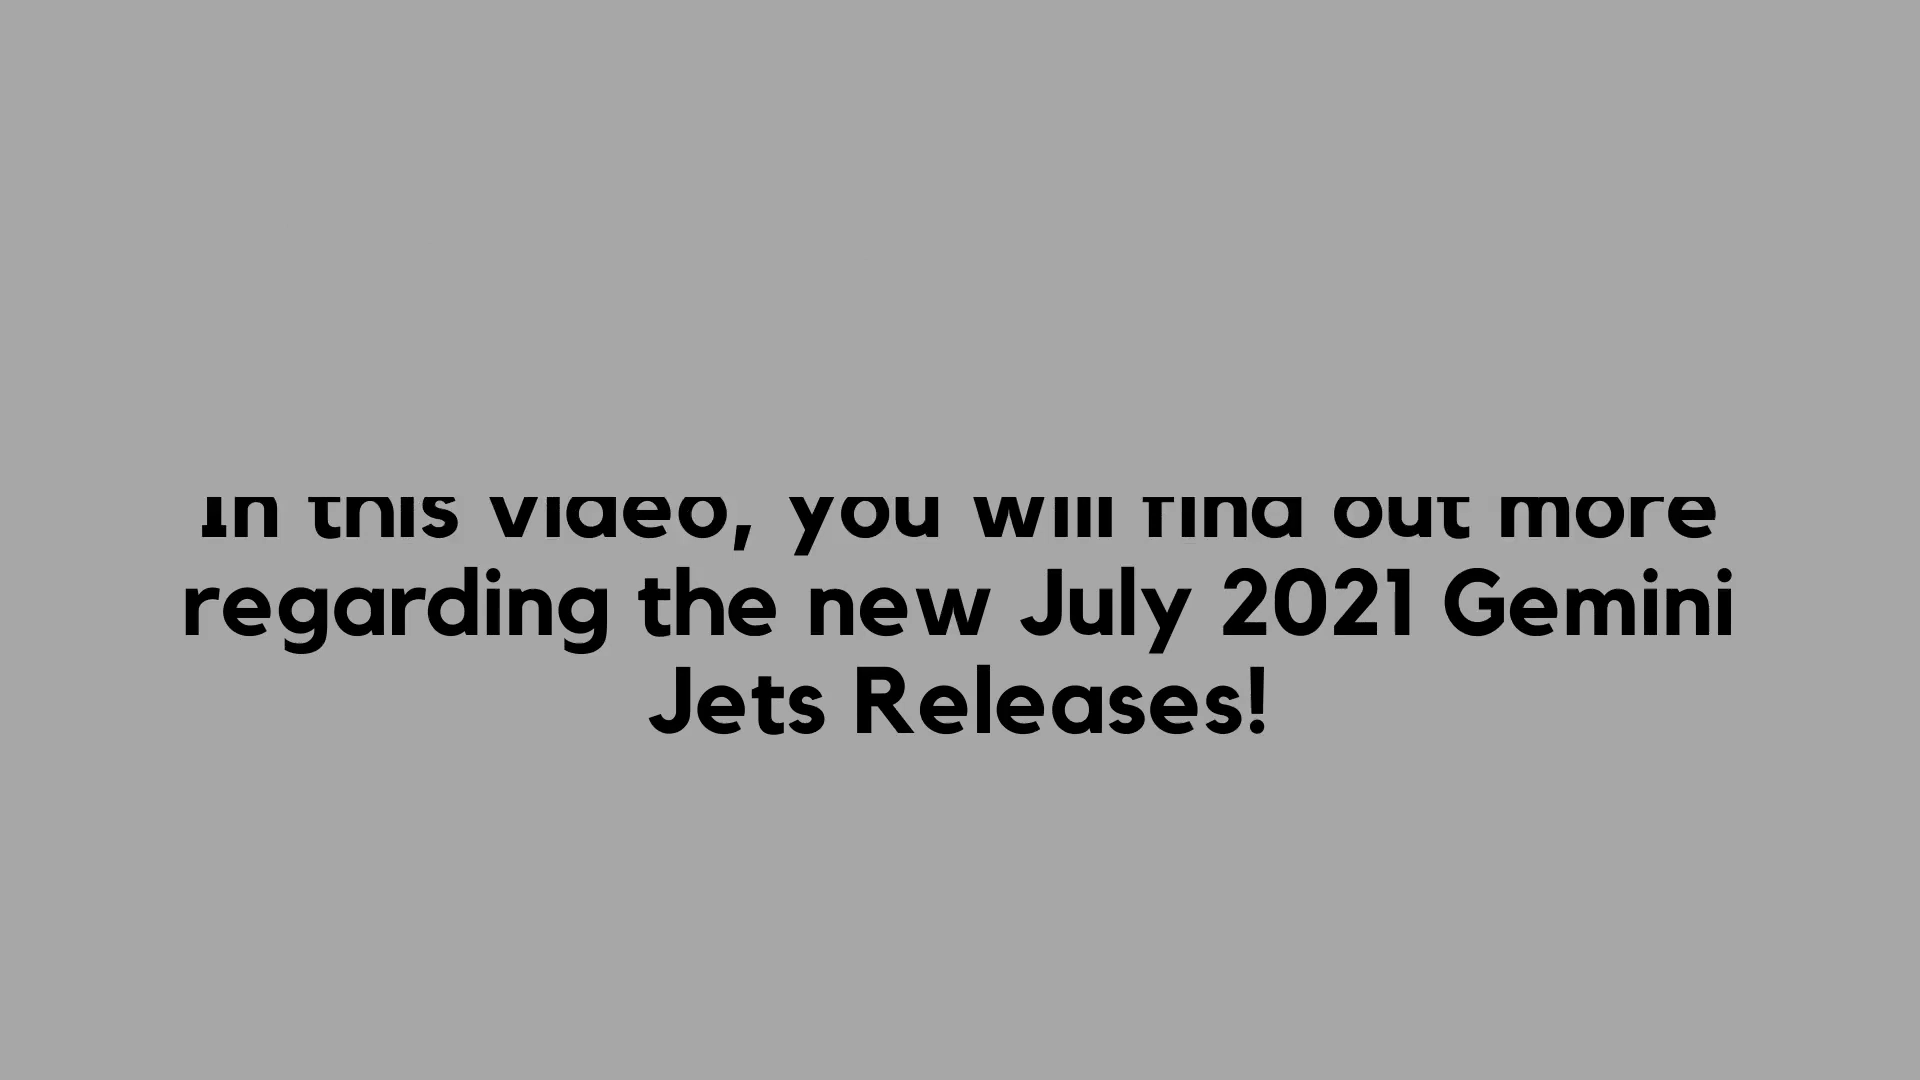 In this video, you will find out more
regarding the new July 2021 Gemini
Jets Releases!